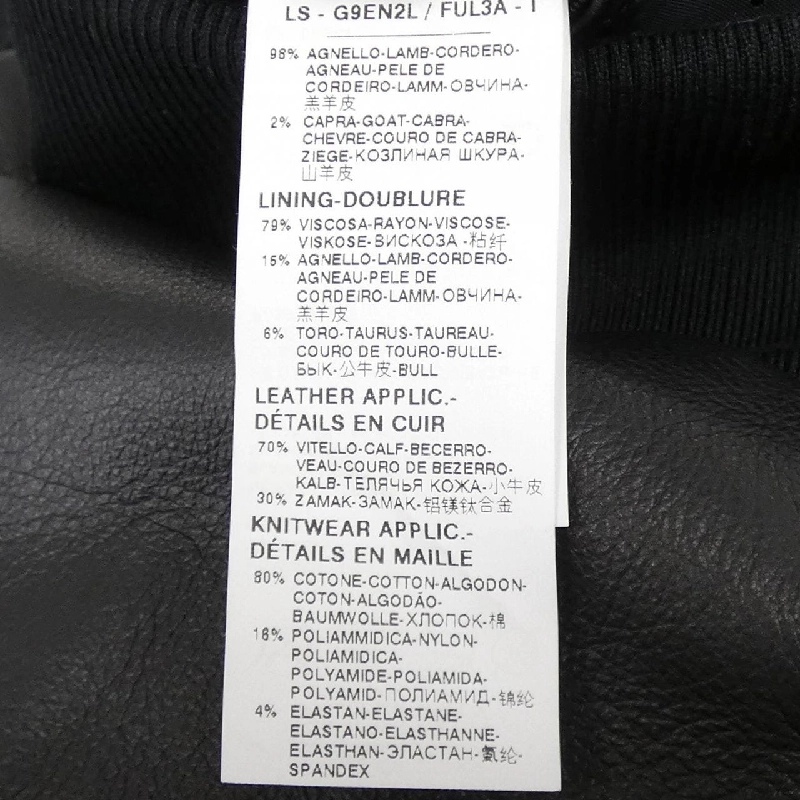 LS - G9EN2L / FUL3A - I
98% AGNELLO-LAMB-CORDERO-
AGNEAU-PELE DE
CORDEIRO-LAMM-ОВЧИНА-
羔羊皮
2% CAPRA-GOAT-CABRA-
CHEVRE-COURO DE CABRA-
ZIEGE-КОЗЛИНАЯ ШКУРА-
山羊皮
LINING-DOUBLURE
79% VISCOSA-RAYON-VISCOSE-
VISKOSE-ВИСКОЗА -粘纤
15% AGNELLO-LAMB-CORDERO-
AGNEAU-PELE DE
CORDEIRO-LAMM-ОВЧИНА-
羔羊皮
6% TORO-TAURUS-TAUREAU-
COURO DE TOURO-BULLE-
БЫК-公牛皮-BULL
LEATHER APPLIC.-
DÉTAILS EN CUIR
70% VITELLO-CALF-BECERRO-
VEAU-COURO DE BEZERRO-
KALB-ТЕЛЯЧЬЯ КОЖА-小牛皮
30% ZAMAK-ЗАМАК-铝镁钛合金
KNITWEAR APPLIC.-
DÉTAILS EN MAILLE
80% COTONE-COTTON-ALGODON-
COTON-ALGODÃO-
BAUMWOLLE-ХЛОПОК-棉
16% POLIAMMIDICA-NYLON-
POLIAMIDICA-
POLYAMIDE-POLIAMIDA-
POLYAMID-ПОЛИАМИД-锦纶
4% ELASTAN-ELASTANE-
ELASTANO-ELASTHANNE-
ELASTHAN-ЭЛАСТАН-氨纶-
SPANDEX